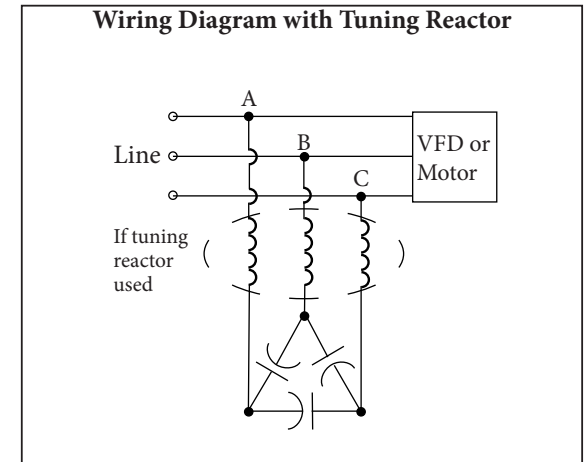 Wiring Diagram with Tuning Reactor
A
B
C
Line
VFD or
Motor
If tuning
reactor
used